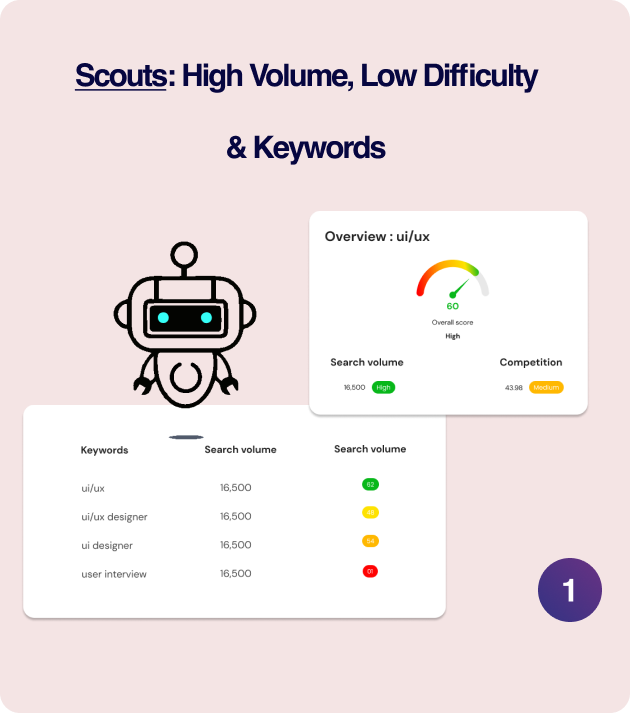 Scouts: High Volume, Low Difficulty
& Keywords
Overview : ui/ux
60
Overall score
High
Search volume Competition
16,500 High 43.98 Medium
Keywords Search volume Search volume
ui/ux 16,500 62
ui/ux designer 16,500
ui designer 16,500 54
user interview 16,500 01
1